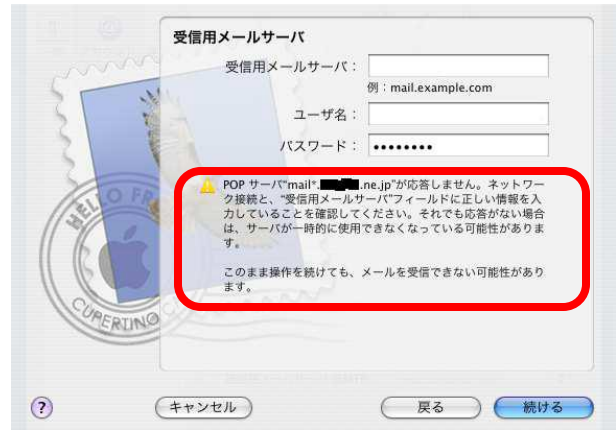 受信用メールサーバ
受信用メールサーバ：
例：mail.example.com
ユーザ名：
パスワード：
POP サーバ"mail*. .ne.jp"が応答しません。ネットワー
ク接続と、"受信用メールサーバ"フィールドに正しい情報を入
力していることを確認してください。それでも応答がない場合
は、サーバが一時的に使用できなくなっている可能性がありま
す。
このまま操作を続けても、メールを受信できない可能性があり
ます。
HELLO FR
CUPERTINO
?
キャンセル
戻る
続ける